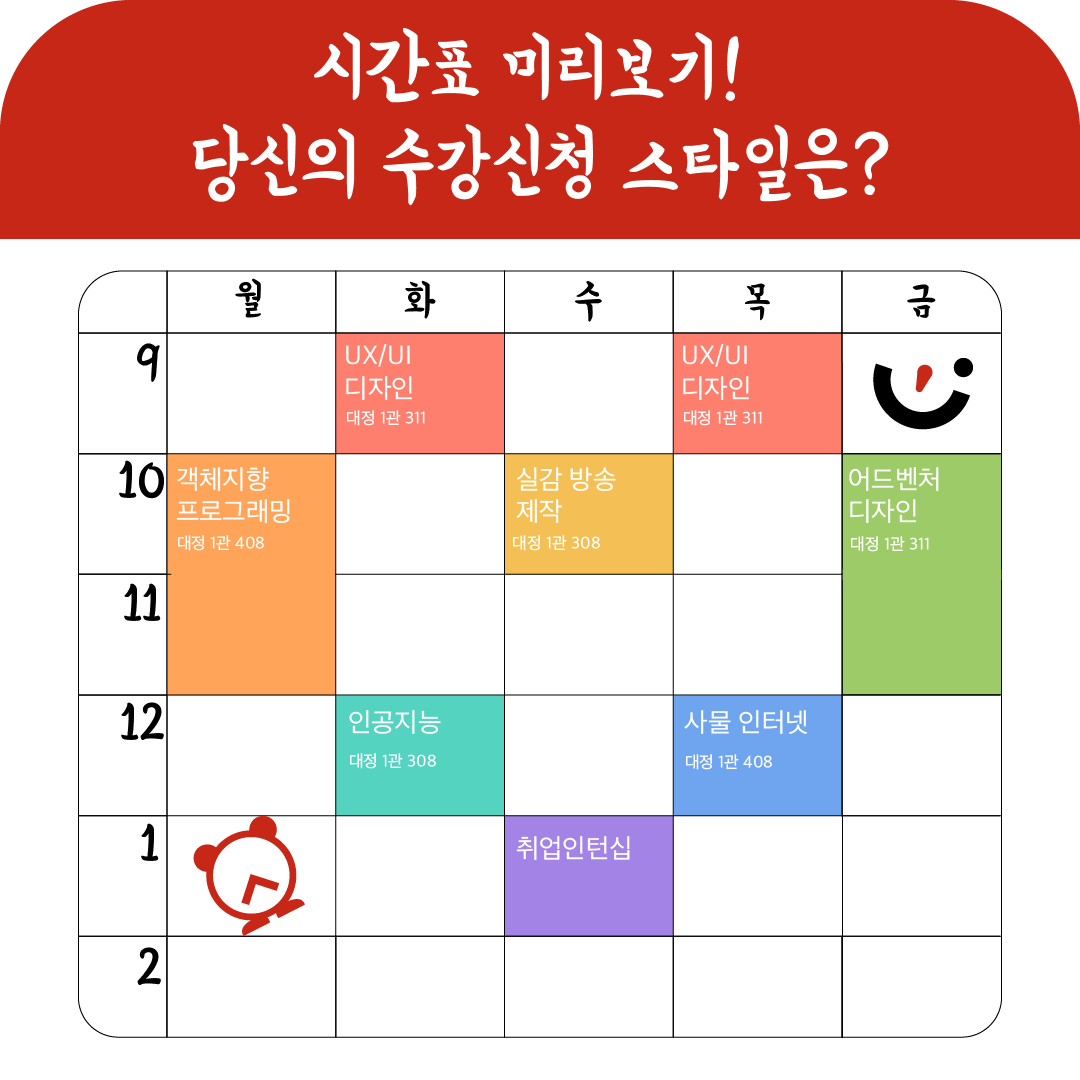 시간표 미리보기!
당신의 수강신청 스타일은?
월 화 수 목 금
9
UX/UI
디자인
대정 1관 311
UX/UI
디자인
대정 1관 311
10
객체지향
프로그래밍
대정 1관 408
실감 방송
제작
대정 1관 308
어드벤처
디자인
대정 1관 311
11
12
인공지능
대정 1관 308
사물 인터넷
대정 1관 408
1
취업인턴십
2